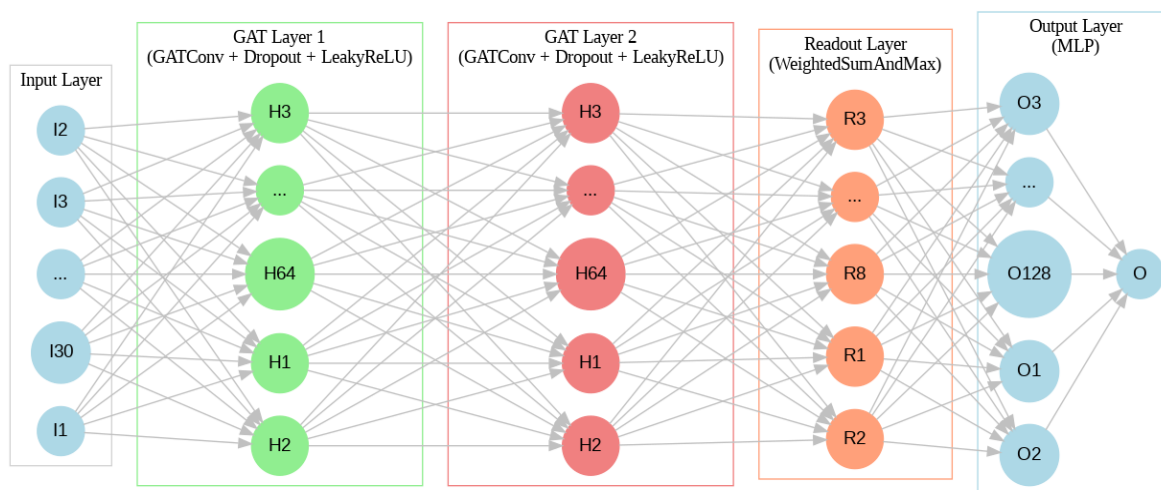 Input Layer
I2
I3
...
I30
I1
GAT Layer 1
(GATConv + Dropout + LeakyReLU)
H3
...
H64
H1
H2
GAT Layer 2
(GATConv + Dropout + LeakyReLU)
H3
...
H64
H1
H2
Readout Layer
(WeightedSumAndMax)
R3
...
R8
R1
R2
Output Layer
(MLP)
O3
...
O128
O1
O2
O